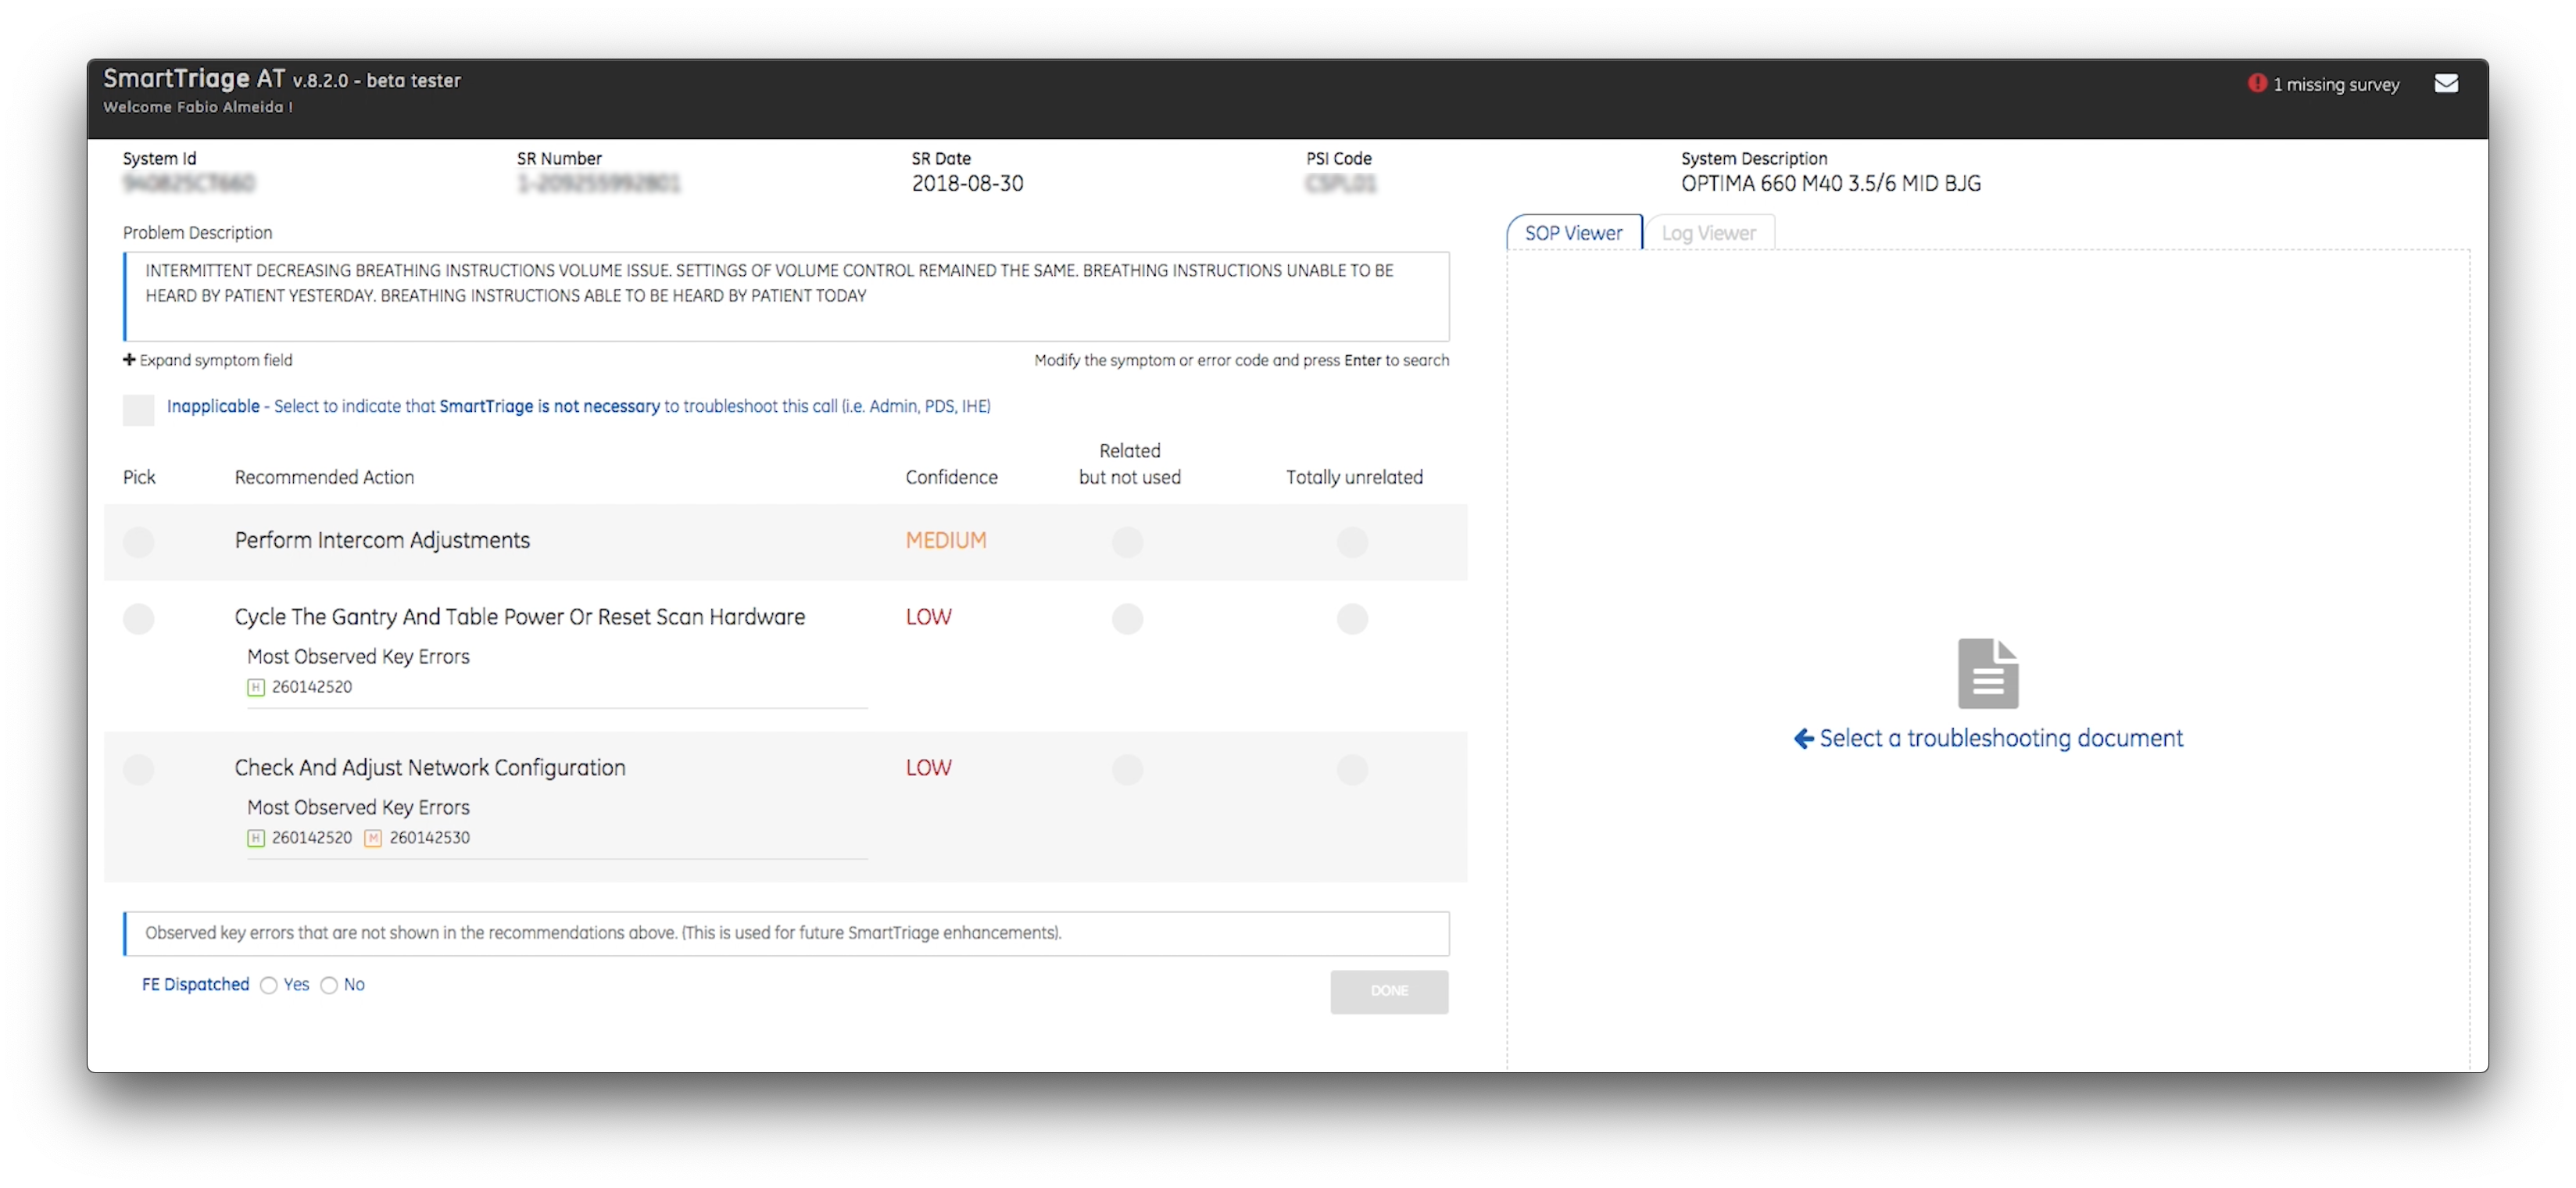 SmartTriage AT v.8.2.0 - beta tester
Welcome Fabio Almeida !
1 missing survey
System Id
SR Number
SR Date
2018-08-30
PSI Code
System Description
OPTIMA 660 M40 3.5/6 MID BJG
Problem Description
INTERMITTENT DECREASING BREATHING INSTRUCTIONS VOLUME ISSUE. SETTINGS OF VOLUME CONTROL REMAINED THE SAME. BREATHING INSTRUCTIONS UNABLE TO BE
HEARD BY PATIENT YESTERDAY. BREATHING INSTRUCTIONS ABLE TO BE HEARD BY PATIENT TODAY
Expand symptom field
Modify the symptom or error code and press Enter to search
Inapplicable - Select to indicate that SmartTriage is not necessary to troubleshoot this call (i.e. Admin, PDS, IHE)
Pick
Recommended Action
Confidence
Related
but not used
Totally unrelated
Perform Intercom Adjustments
MEDIUM
Cycle The Gantry And Table Power Or Reset Scan Hardware
LOW
Most Observed Key Errors
H 260142520
Check And Adjust Network Configuration
LOW
Most Observed Key Errors
H 260142520 M 260142530
Observed key errors that are not shown in the recommendations above. (This is used for future SmartTriage enhancements).
FE Dispatched Yes No
DONE
SOP Viewer
Log Viewer
Select a troubleshooting document